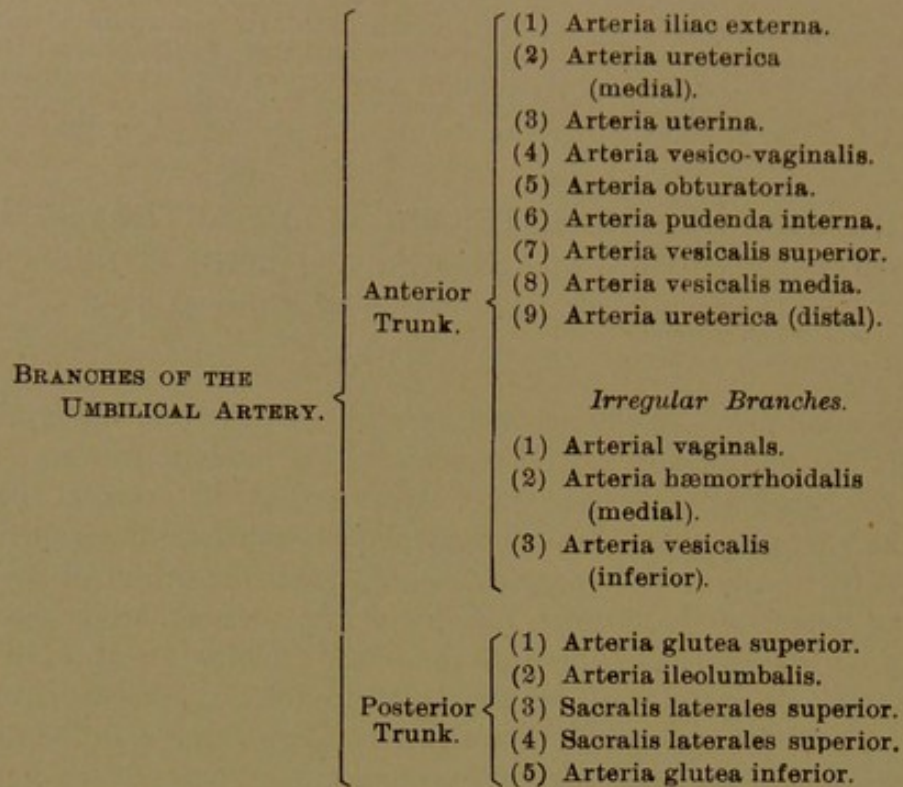 (1) Arteria iliac externa.
(2) Arteria ureterica
(medial).
(3) Arteria uterina.
(4) Arteria vesico-vaginalis.
(5) Arteria obturatoria.
(6) Arteria pudenda interna.
(7) Arteria vesicalis superior.
(8) Arteria vesicalis media.
(9) Arteria ureterica (distal).
Anterior
Trunk.
BRANCHES OF THE
UMBILICAL ARTERY.
Irregular Branches.
(1) Arterial vaginals.
(2) Arteria hæmorrhoidalis
(medial).
(3) Arteria vesicalis
(inferior).
Posterior
Trunk.
(1) Arteria glutea superior.
(2) Arteria ileolumbalis.
(3) Sacralis laterales superior.
(4) Sacralis laterales superior.
(5) Arteria glutea inferior.